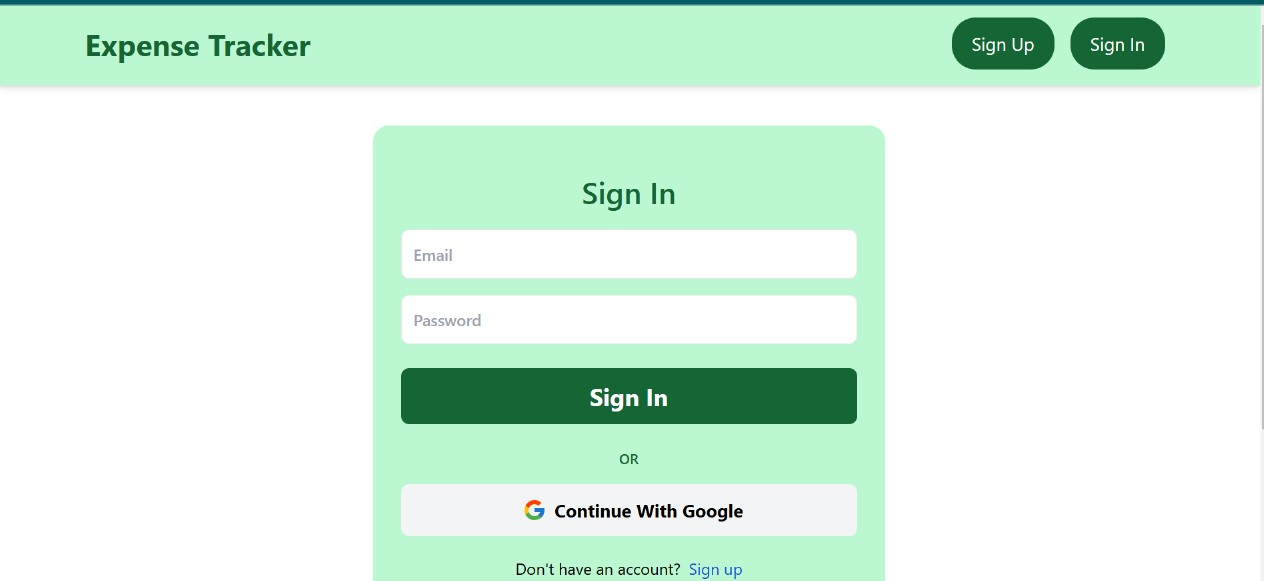 Expense Tracker
Sign Up
Sign In
Sign In
Email
Password
Sign In
OR
Continue With Google
Don't have an account? Sign up